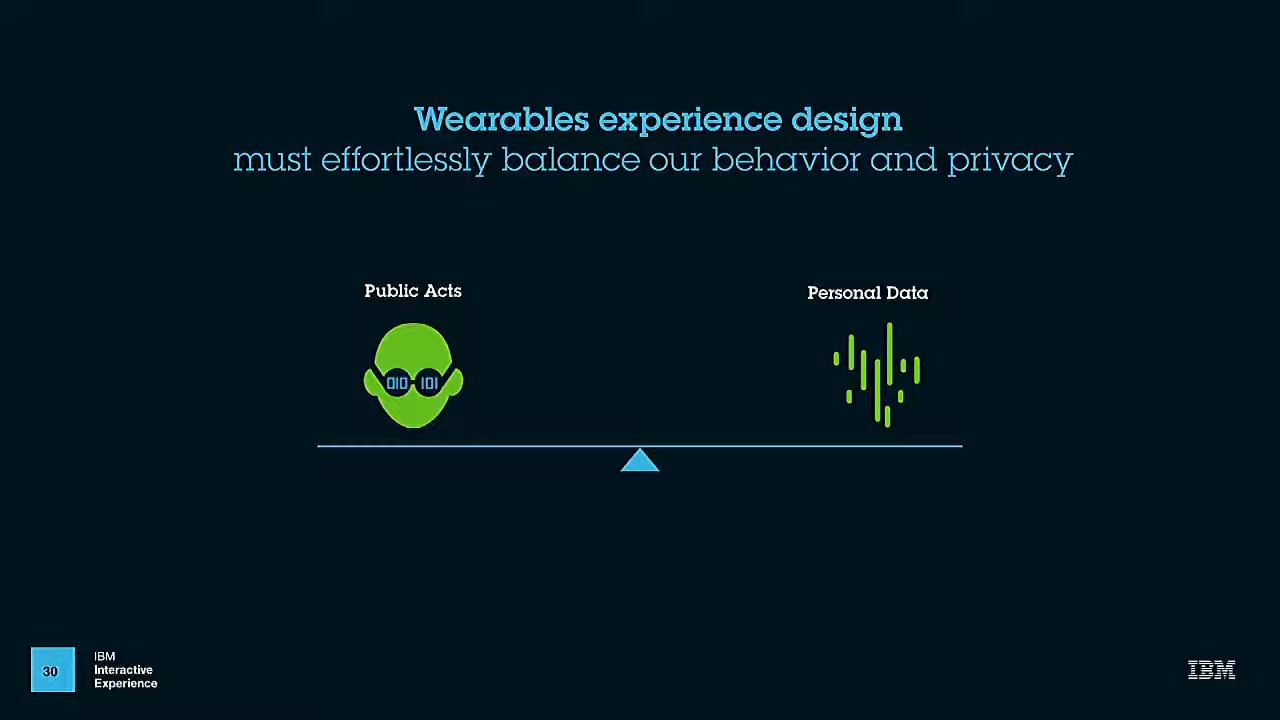 Wearables experience design
must effortlessly balance our behavior and privacy
Public Acts
Personal Data
010 101
30
IBM
Interactive
Experience
IBM